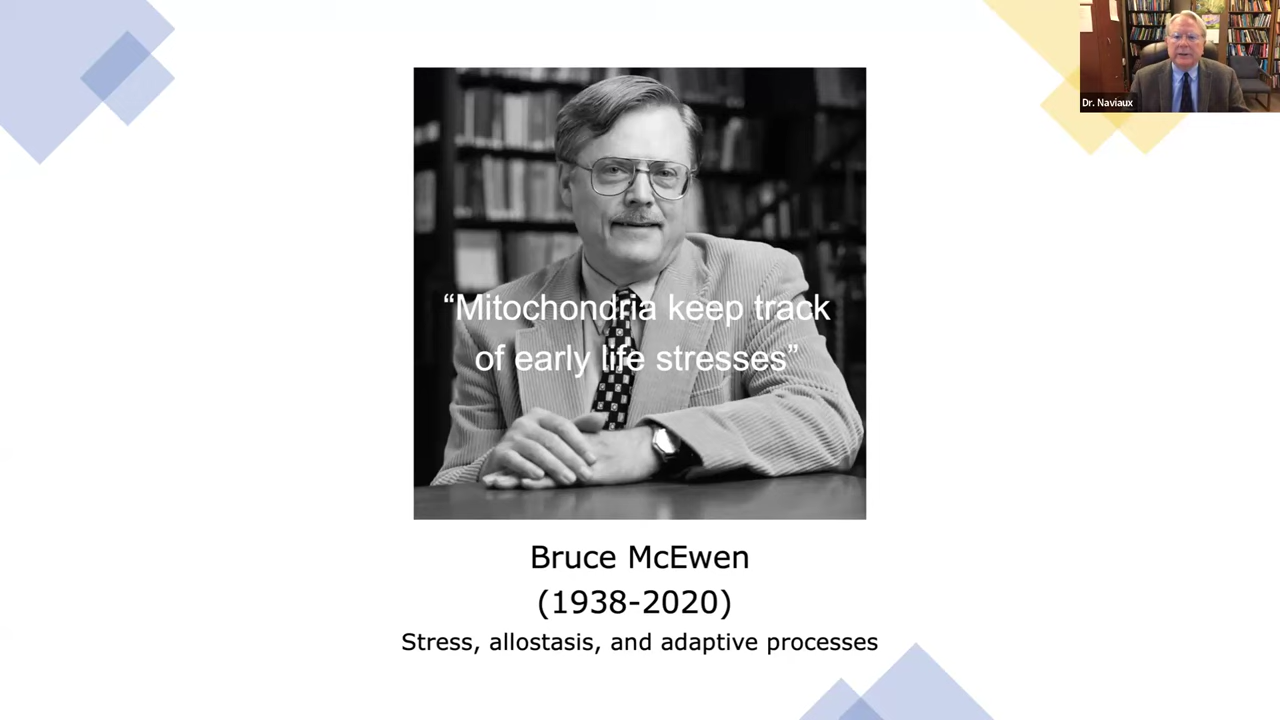 Dr. Naviaux
“Mitochondria keep track
of early life stresses”
Bruce McEwen
(1938-2020)
Stress, allostasis, and adaptive processes